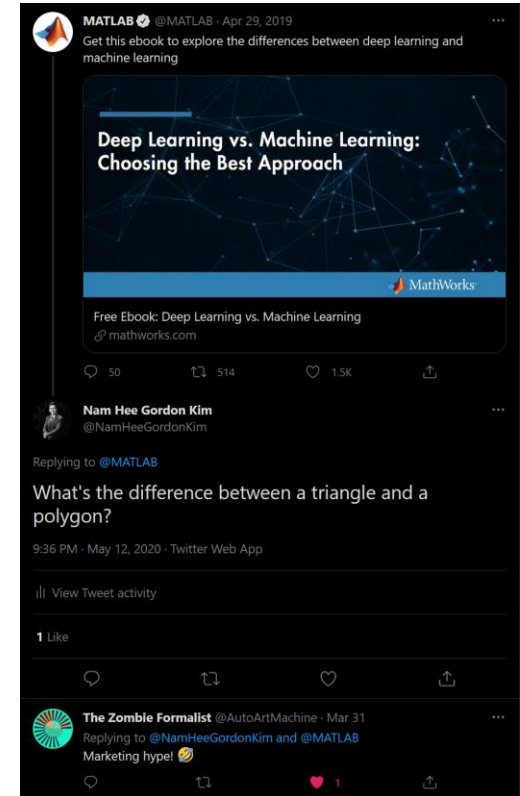 MATLAB @MATLAB · Apr 29, 2019
Get this ebook to explore the differences between deep learning and
machine learning
Deep Learning vs. Machine Learning:
Choosing the Best Approach
MathWorks
Free Ebook: Deep Learning vs. Machine Learning
mathworks.com
50 514 1.5K
Nam Hee Gordon Kim
@NamHeeGordonKim
Replying to @MATLAB
What's the difference between a triangle and a
polygon?
9:36 PM · May 12, 2020 · Twitter Web App
View Tweet activity
1 Like
The Zombie Formalist @AutoArtMachine · Mar 31
Replying to @NamHeeGordonKim and @MATLAB
Marketing hype! 🤣
1